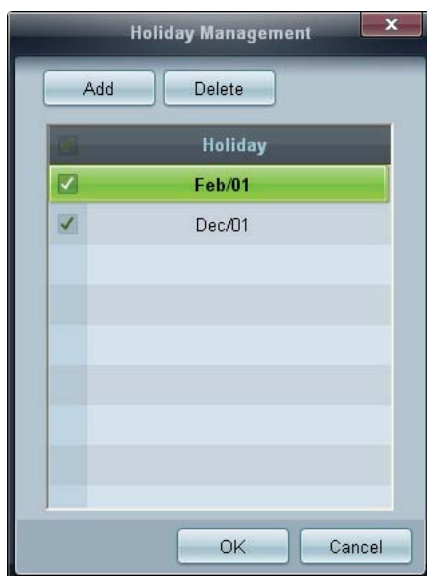 Holiday Management
x
Add Delete
Holiday
Feb/01
Dec/01
OK Cancel